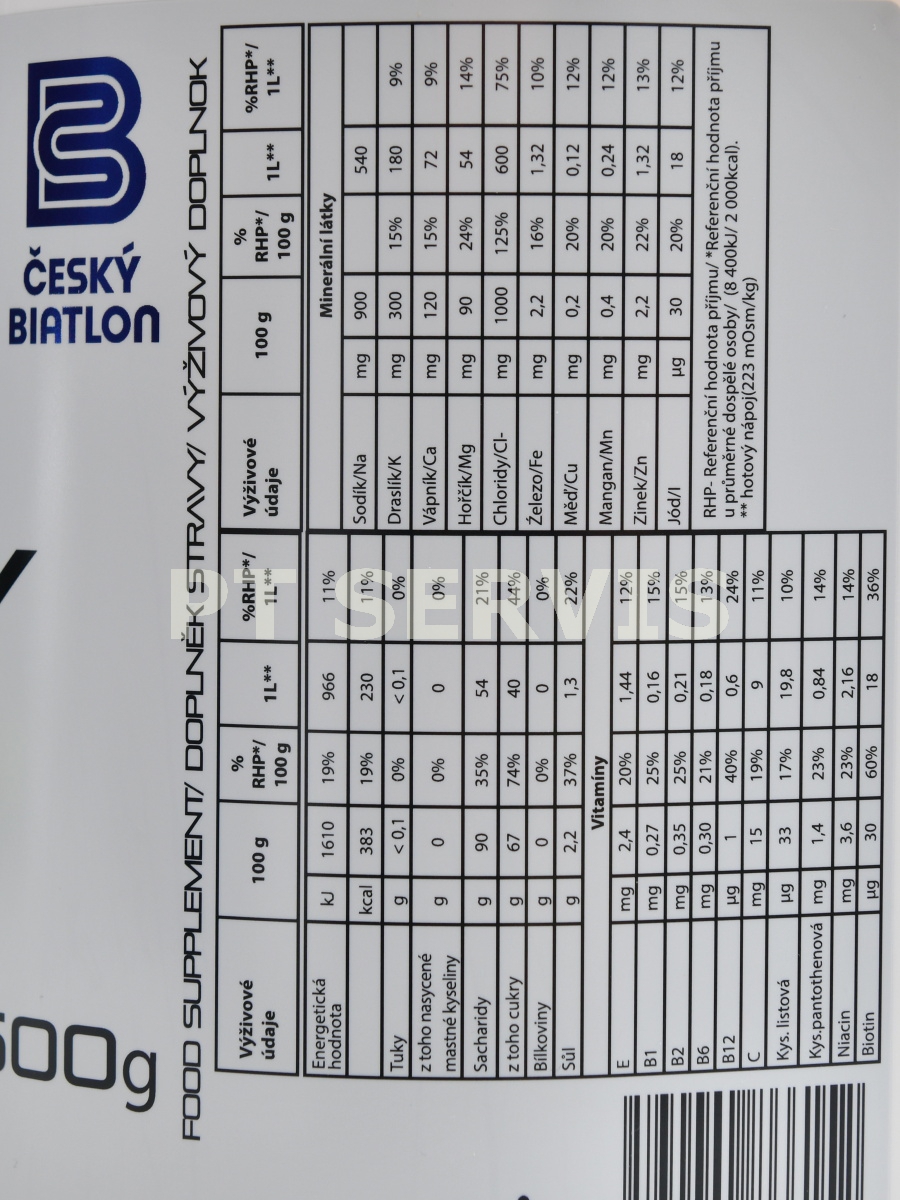 ČESKÝ
BIATLON
500g
FOOD SUPPLEMENT/ DOPLNĚK STRAVY/ VÝŽIVOVÝ DOPLNOK
Výživové údaje 100 g % RHP*/ 100 g 1L** %RHP*/ 1L**
Energetická hodnota kJ 1610 19% 966 11%
kcal 383 19% 230 11%
Tuky g < 0,1 0% < 0,1 0%
z toho nasycené mastné kyseliny g 0 0% 0 0%
Sacharidy g 90 35% 54 21%
z toho cukry g 67 74% 40 44%
Bílkoviny g 0 0% 0 0%
Sůl g 2,2 37% 1,3 22%
Vitamíny
E mg 2,4 20% 1,44 12%
B1 mg 0,27 25% 0,16 15%
B2 mg 0,35 25% 0,21 15%
B6 mg 0,30 21% 0,18 13%
B12 µg 1 40% 0,6 24%
C mg 15 19% 9 11%
Kys. listová µg 33 17% 19,8 10%
Kys.pantothenová mg 1,4 23% 0,84 14%
Niacin mg 3,6 23% 2,16 14%
Biotin µg 30 60% 18 36%
Výživové údaje 100 g % RHP*/ 100 g 1L** %RHP*/ 1L**
Minerální látky
Sodík/Na mg 900 540
Draslík/K mg 300 15% 180 9%
Vápník/Ca mg 120 15% 72 9%
Hořčík/Mg mg 90 24% 54 14%
Chloridy/Cl- mg 1000 125% 600 75%
Železo/Fe mg 2,2 16% 1,32 10%
Měď/Cu mg 0,2 20% 0,12 12%
Mangan/Mn mg 0,4 20% 0,24 12%
Zinek/Zn mg 2,2 22% 1,32 13%
Jód/I µg 30 20% 18 12%
RHP- Referenční hodnota příjmu/ *Referenční hodnota příjmu
u průměrné dospělé osoby/ (8 400kJ/ 2 000kcal).
** hotový nápoj(223 mOsm/kg)
PT SERVIS